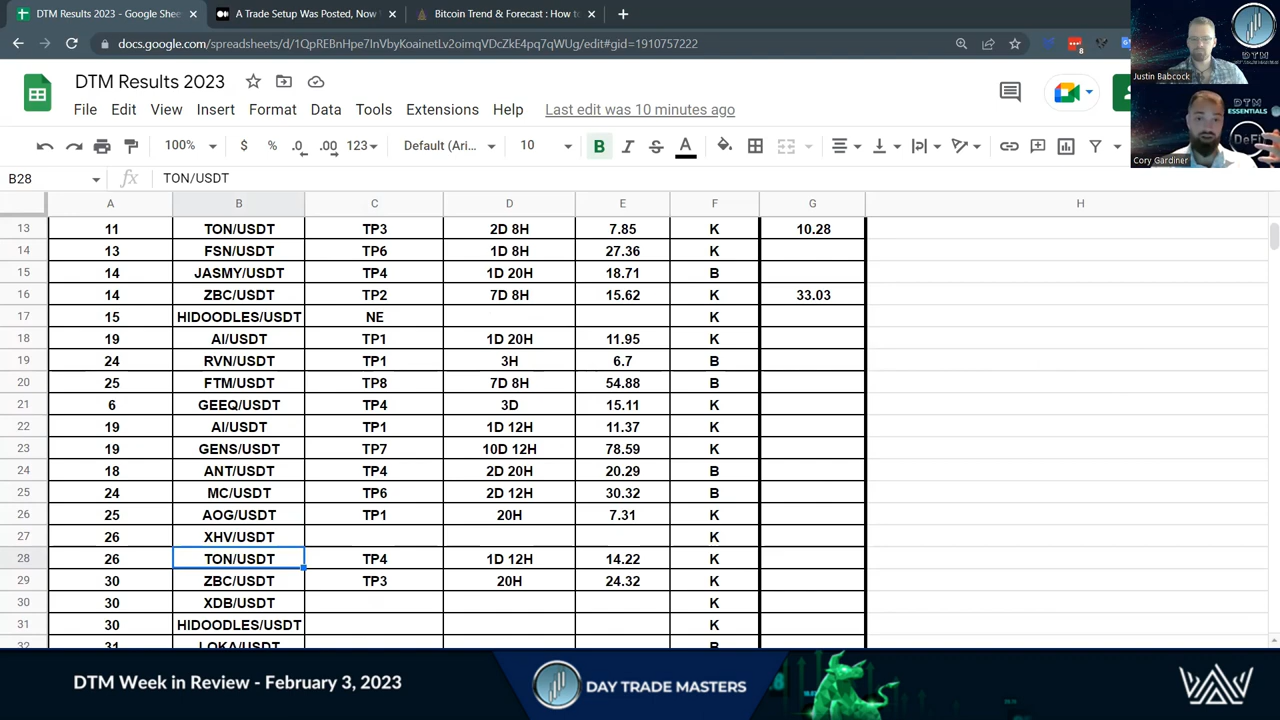 DTM Results 2023 - Google Shee
A Trade Setup Was Posted, Now
Bitcoin Trend & Forecast : How to
docs.google.com/spreadsheets/d/1QpREBnHpe7InVbyKoainetLv2oimqVDcZkE4pq7qWUg/edit#gid=1910757222
8
DTM
Justin Babcock
DTM
ESSENTIALS
DeFi
Cory Gardiner
DTM Results 2023
File Edit View Insert Format Data Tools Extensions Help Last edit was 10 minutes ago
100% $ % .0 .00 123 Default (Ari... 10 B I S A
B28 fx TON/USDT
A B C D E F G H
13 11 TON/USDT TP3 2D 8H 7.85 K 10.28
14 13 FSN/USDT TP6 1D 8H 27.36 K
15 14 JASMY/USDT TP4 1D 20H 18.71 B
16 14 ZBC/USDT TP2 7D 8H 15.62 K 33.03
17 15 HIDOODLES/USDT NE K
18 19 AI/USDT TP1 1D 20H 11.95 K
19 24 RVN/USDT TP1 3H 6.7 B
20 25 FTM/USDT TP8 7D 8H 54.88 B
21 6 GEEQ/USDT TP4 3D 15.11 K
22 19 AI/USDT TP1 1D 12H 11.37 K
23 19 GENS/USDT TP7 10D 12H 78.59 K
24 18 ANT/USDT TP4 2D 20H 20.29 B
25 24 MC/USDT TP6 2D 12H 30.32 B
26 25 AOG/USDT TP1 20H 7.31 K
27 26 XHV/USDT K
28 26 TON/USDT TP4 1D 12H 14.22 K
29 30 ZBC/USDT TP3 20H 24.32 K
30 30 XDB/USDT K
31 30 HIDOODLES/USDT K
32 31 LOKA/USDT B
DTM Week in Review - February 3, 2023
DAY TRADE MASTERS